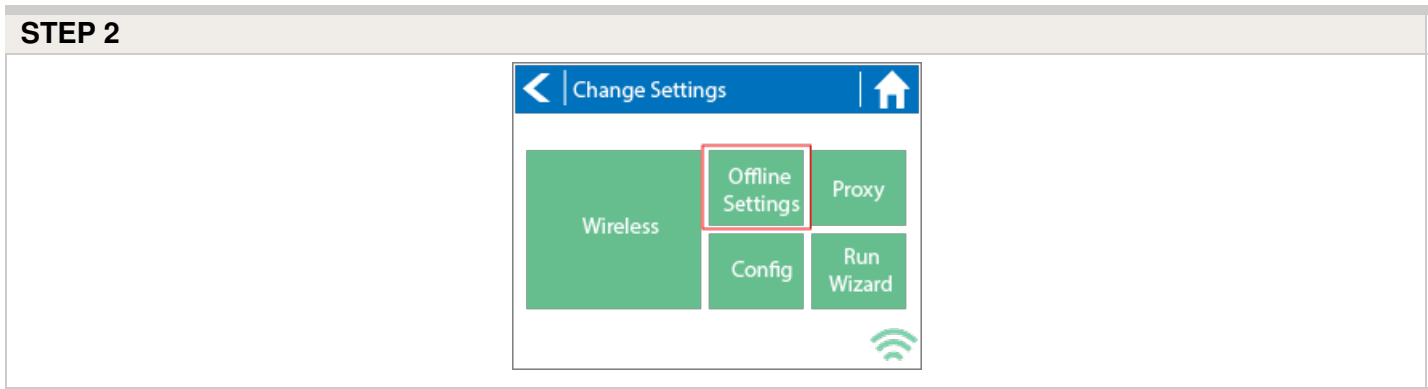 STEP 2
Change Settings
Wireless
Offline
Settings
Proxy
Config
Run
Wizard